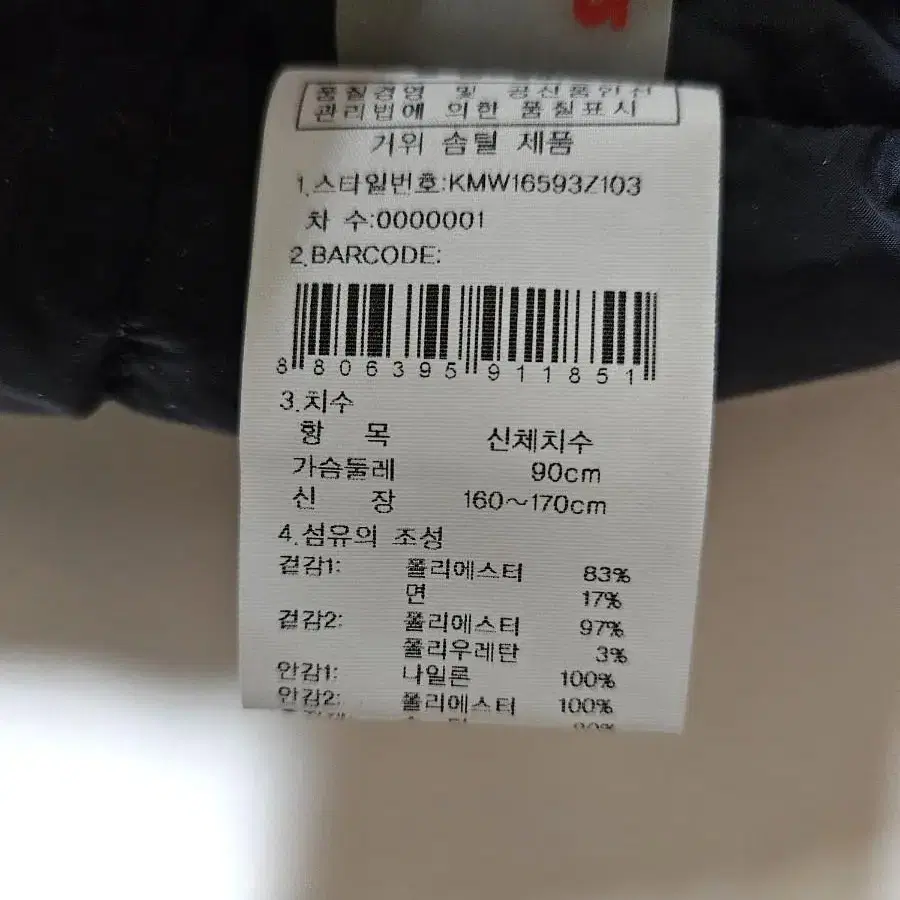 품질경영 및 공산품안전
관리법에 의한 품질표시
거위 솜털 제품
1.스타일번호:KMW16593Z103
차 수:0000001
2.BARCODE:
8 806395 911851
3.치수
항 목 신체치수
가슴둘레 90cm
신 장 160~170cm
4.섬유의 조성
겉감1: 폴리에스터 83%
면 17%
겉감2: 폴리에스터 97%
폴리우레탄 3%
안감1: 나일론 100%
안감2: 폴리에스터 100%